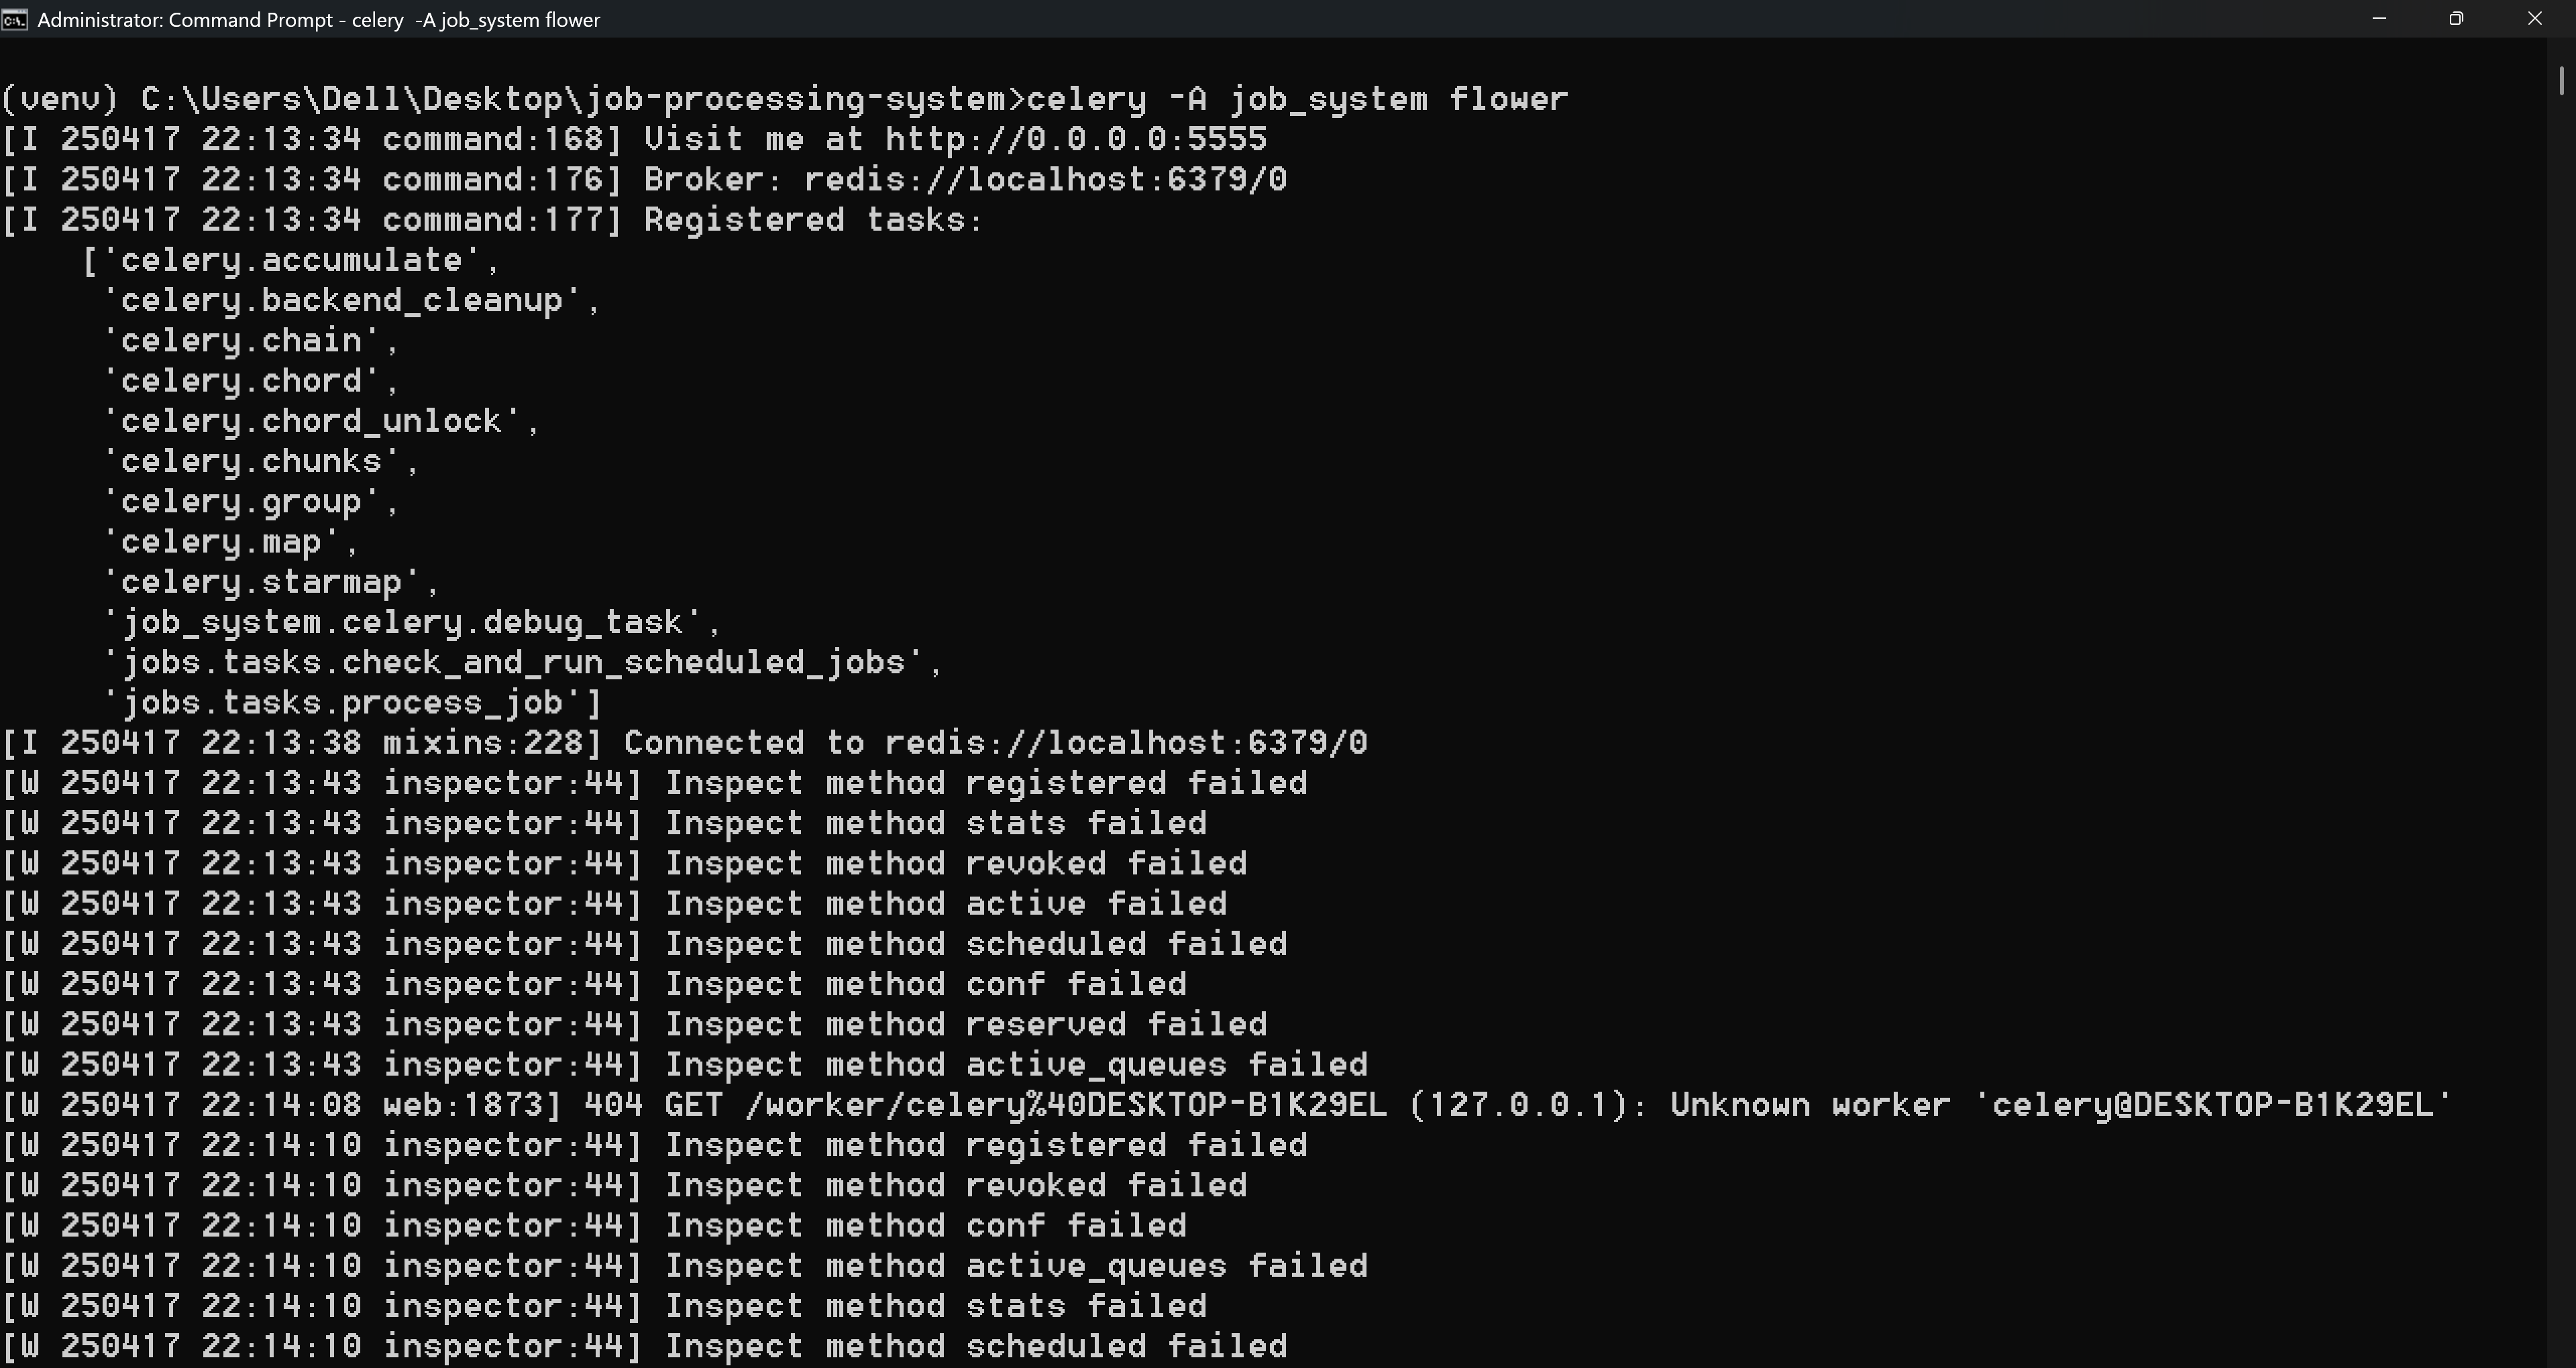 Administrator: Command Prompt - celery  -A job_system flower
(venv) C:\Users\Dell\Desktop\job-processing-system>celery -A job_system flower
[I 250417 22:13:34 command:168] Visit me at http://0.0.0.0:5555
[I 250417 22:13:34 command:176] Broker: redis://localhost:6379/0
[I 250417 22:13:34 command:177] Registered tasks:
    ['celery.accumulate',
     'celery.backend_cleanup',
     'celery.chain',
     'celery.chord',
     'celery.chord_unlock',
     'celery.chunks',
     'celery.group',
     'celery.map',
     'celery.starmap',
     'job_system.celery.debug_task',
     'jobs.tasks.check_and_run_scheduled_jobs',
     'jobs.tasks.process_job']
[I 250417 22:13:38 mixins:228] Connected to redis://localhost:6379/0
[W 250417 22:13:43 inspector:44] Inspect method registered failed
[W 250417 22:13:43 inspector:44] Inspect method stats failed
[W 250417 22:13:43 inspector:44] Inspect method revoked failed
[W 250417 22:13:43 inspector:44] Inspect method active failed
[W 250417 22:13:43 inspector:44] Inspect method scheduled failed
[W 250417 22:13:43 inspector:44] Inspect method conf failed
[W 250417 22:13:43 inspector:44] Inspect method reserved failed
[W 250417 22:13:43 inspector:44] Inspect method active_queues failed
[W 250417 22:14:08 web:1873] 404 GET /worker/celery%40DESKTOP-B1K29EL (127.0.0.1): Unknown worker 'celery@DESKTOP-B1K29EL'
[W 250417 22:14:10 inspector:44] Inspect method registered failed
[W 250417 22:14:10 inspector:44] Inspect method revoked failed
[W 250417 22:14:10 inspector:44] Inspect method conf failed
[W 250417 22:14:10 inspector:44] Inspect method active_queues failed
[W 250417 22:14:10 inspector:44] Inspect method stats failed
[W 250417 22:14:10 inspector:44] Inspect method scheduled failed